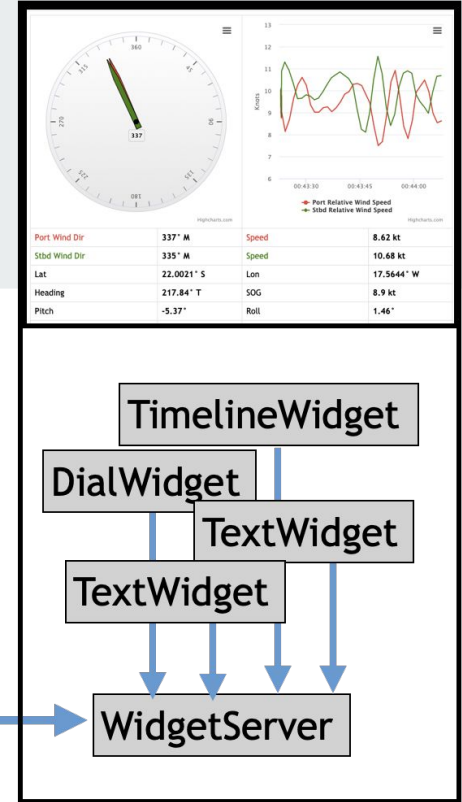 360
45
90
135
180
225
270
315
337
Highcharts.com
13
12
11
10
9
8
7
6
Knots
00:43:30 00:43:45 00:44:00
Port Relative Wind Speed
Stbd Relative Wind Speed
Highcharts.com
Port Wind Dir 337° M Speed 8.62 kt
Stbd Wind Dir 335° M Speed 10.68 kt
Lat 22.0021° S Lon 17.5644° W
Heading 217.84° T SOG 8.9 kt
Pitch -5.37° Roll 1.46°
TimelineWidget
DialWidget
TextWidget
TextWidget
WidgetServer